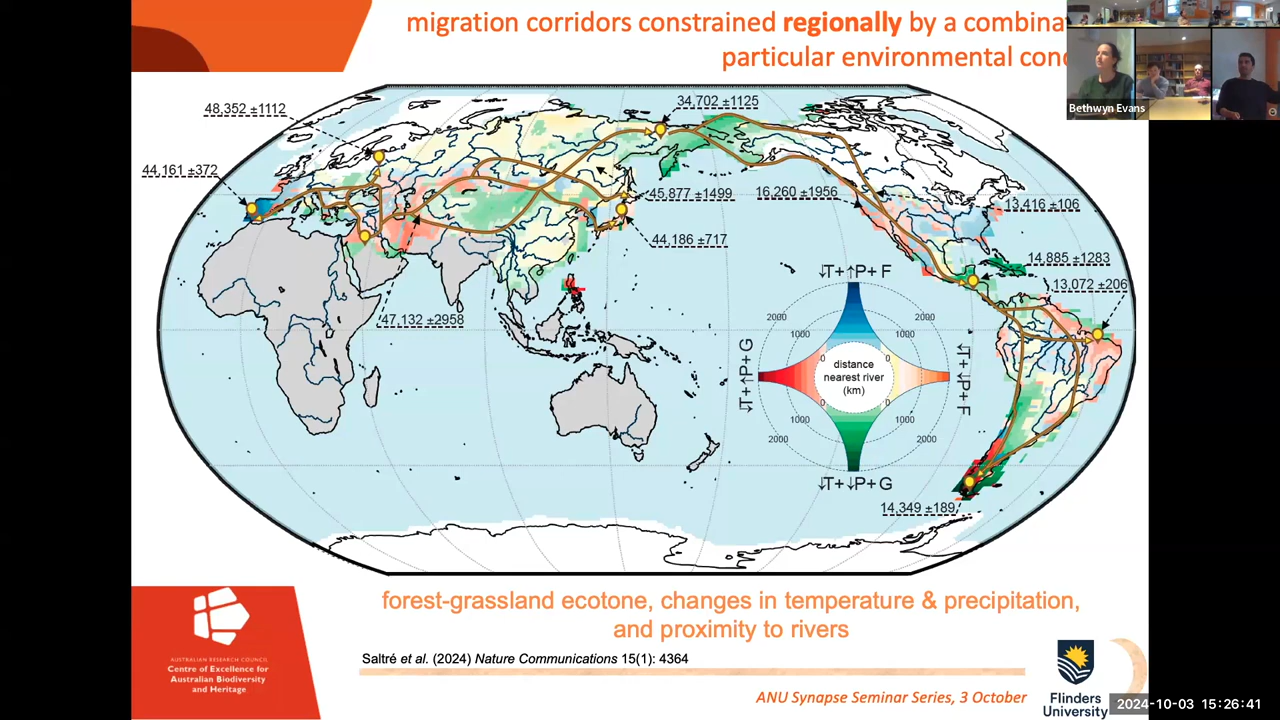 migration corridors constrained regionally by a combina
particular environmental cond
Bethwyn Evans
48,352 ±1112
34,702 ±1125
44,161 ±372
45,877 ±1499
16,260 ±1956
13,416 ±106
44,186 ±717
14,885 ±1283
13,072 ±206
47,132 ±2958
↓T+↑P+ F
2000
2000
1000
1000
0
0
distance
nearest river
(km)
↓T+↑P+ G
↓T+↓P+ F
0
0
1000
1000
2000
2000
↓T+↓P+ G
14,349 ±189
forest-grassland ecotone, changes in temperature & precipitation,
and proximity to rivers
AUSTRALIAN RESEARCH COUNCIL
Centre of Excellence for
Australian Biodiversity
and Heritage
Saltré et al. (2024) Nature Communications 15(1): 4364
ANU Synapse Seminar Series, 3 October
Flinders
University
2024-10-03 15:26:41